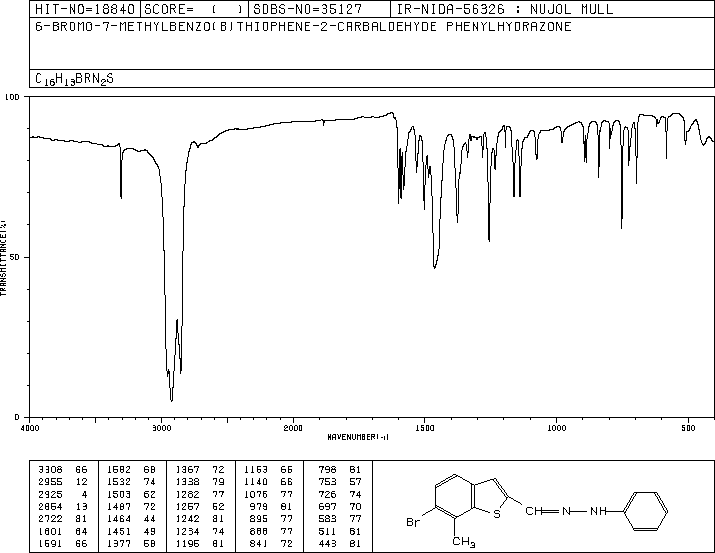 HIT-NO=18840 SCORE= ( ) SDBS-NO=35127 IR-NIDA-56326 : NUJOL MULL
6-BROMO-7-METHYLBENZO(B)THIOPHENE-2-CARBALDEHYDE PHENYLHYDRAZONE
C16H13BRN2S
100
50
0
TRANSMITTANCE(%)
4000 3000 2000 1500 1000 500
WAVENUMBER(-1)
3308 66 1582 68 1367 72 1163 66 798 81
2955 12 1532 74 1338 79 1140 66 753 57
2925 4 1503 62 1282 77 1076 77 726 74
2854 13 1487 72 1257 52 979 81 697 70
2722 81 1464 44 1242 81 895 77 583 77
1601 64 1451 49 1234 74 888 77 511 81
1591 66 1377 58 1195 81 841 72 443 81
Br
CH3
S
CH
N
NH